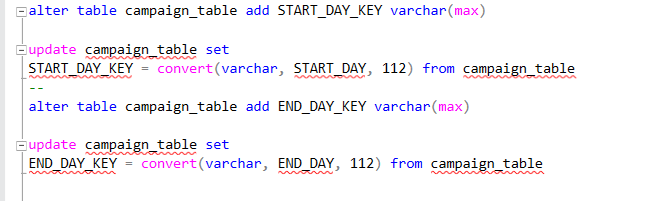 alter table campaign_table add START_DAY_KEY varchar(max)
update campaign_table set
START_DAY_KEY = convert(varchar, START_DAY, 112) from campaign_table
--
alter table campaign_table add END_DAY_KEY varchar(max)
update campaign_table set
END_DAY_KEY = convert(varchar, END_DAY, 112) from campaign_table